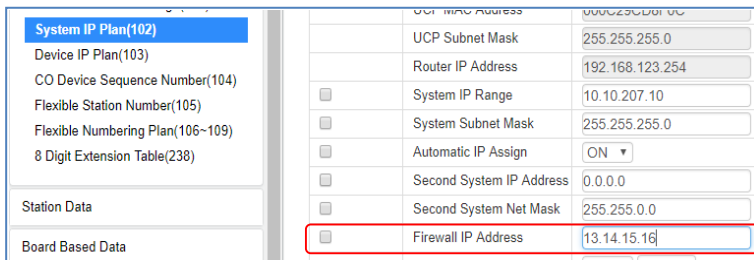 System IP Plan(102)
Device IP Plan(103)
CO Device Sequence Number(104)
Flexible Station Number(105)
Flexible Numbering Plan(106~109)
8 Digit Extension Table(238)
Station Data
Board Based Data
UCP MAC Address
UCP Subnet Mask 255.255.255.0
Router IP Address 192.168.123.254
System IP Range 10.10.207.10
System Subnet Mask 255.255.255.0
Automatic IP Assign ON
Second System IP Address 0.0.0.0
Second System Net Mask 255.255.0.0
Firewall IP Address 13.14.15.16